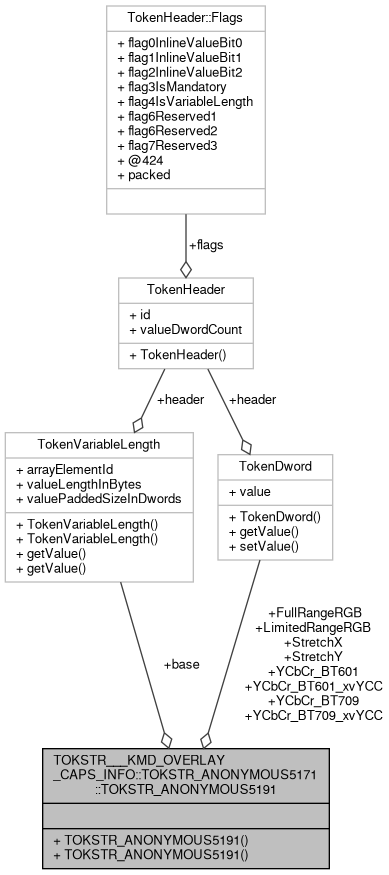 TokenHeader::Flags
+ flag0InlineValueBit0
+ flag1InlineValueBit1
+ flag2InlineValueBit2
+ flag3IsMandatory
+ flag4IsVariableLength
+ flag6Reserved1
+ flag6Reserved2
+ flag7Reserved3
+ @424
+ packed
+flags
TokenHeader
+ id
+ valueDwordCount
+ TokenHeader()
+header
+header
TokenVariableLength
+ arrayElementId
+ valueLengthInBytes
+ valuePaddedSizeInDwords
+ TokenVariableLength()
+ TokenVariableLength()
+ getValue()
+ getValue()
TokenDword
+ value
+ TokenDword()
+ getValue()
+ setValue()
+base
+FullRangeRGB
+LimitedRangeRGB
+StretchX
+StretchY
+YCbCr_BT601
+YCbCr_BT601_xvYCC
+YCbCr_BT709
+YCbCr_BT709_xvYCC
TOKSTR___KMD_OVERLAY
_CAPS_INFO::TOKSTR_ANONYMOUS5171
::TOKSTR_ANONYMOUS5191
+ TOKSTR_ANONYMOUS5191()
+ TOKSTR_ANONYMOUS5191()